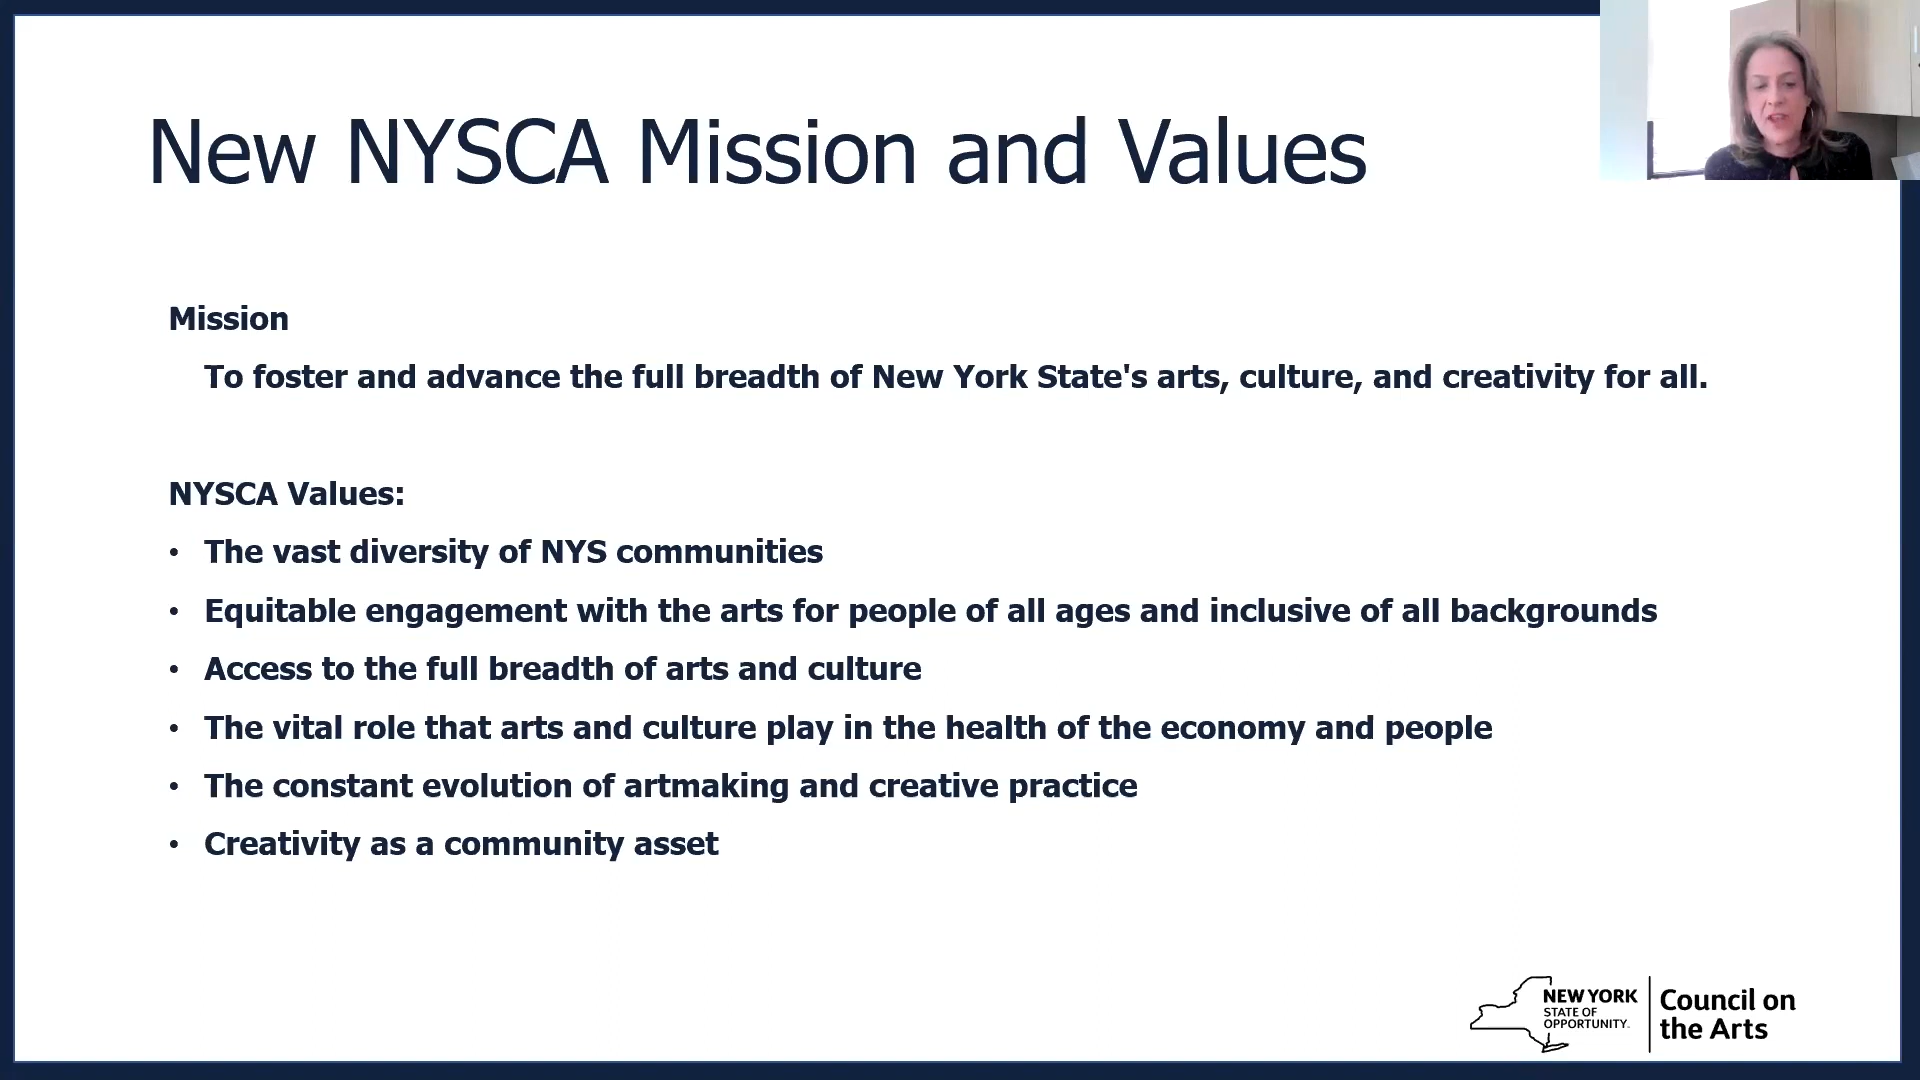 New NYSCA Mission and Values
Mission
To foster and advance the full breadth of New York State's arts, culture, and creativity for all.
NYSCA Values:
• The vast diversity of NYS communities
• Equitable engagement with the arts for people of all ages and inclusive of all backgrounds
• Access to the full breadth of arts and culture
• The vital role that arts and culture play in the health of the economy and people
• The constant evolution of artmaking and creative practice
• Creativity as a community asset
NEW YORK
STATE OF
OPPORTUNITY.
Council on
the Arts